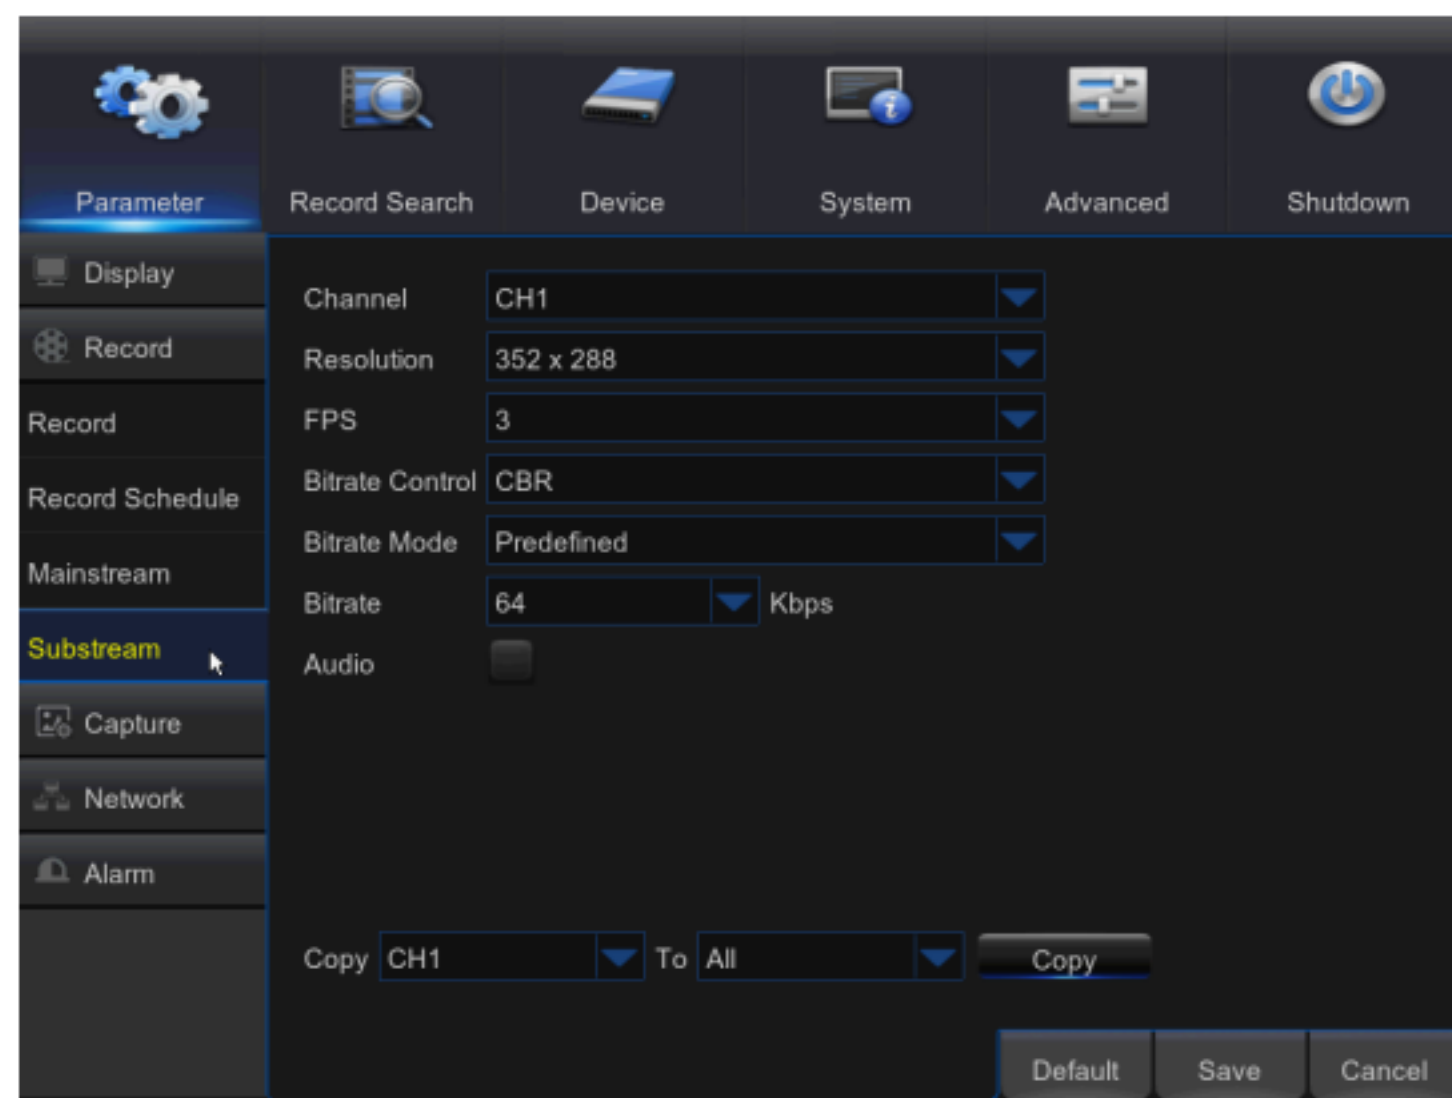 Parameter Record Search Device System Advanced Shutdown
Display
Record
Record
Record Schedule
Mainstream
Substream
Capture
Network
Alarm
Channel CH1
Resolution 352 x 288
FPS 3
Bitrate Control CBR
Bitrate Mode Predefined
Bitrate 64 Kbps
Audio
Copy CH1 To All Copy
Default Save Cancel